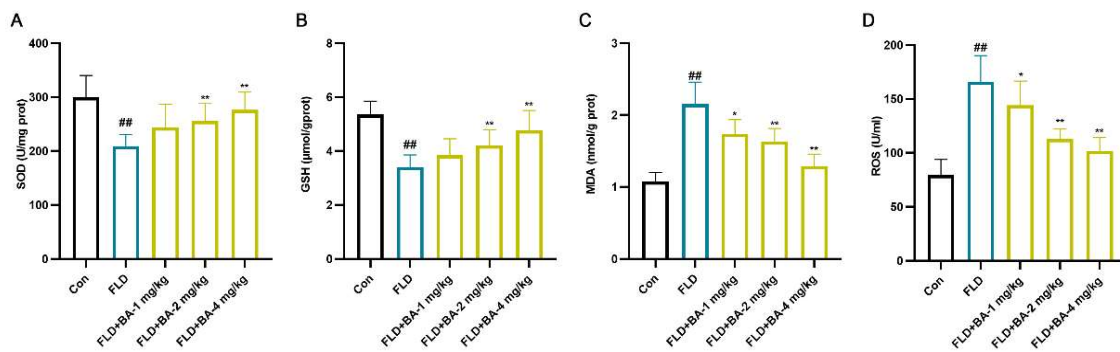 A
SOD (U/mg prot)
400
300
200
100
0
##
**
**
Con
FLD
FLD+BA-1 mg/kg
FLD+BA-2 mg/kg
FLD+BA-4 mg/kg
B
GSH (μmol/gprot)
8
6
4
2
0
##
**
**
Con
FLD
FLD+BA-1 mg/kg
FLD+BA-2 mg/kg
FLD+BA-4 mg/kg
C
MDA (nmol/g prot)
3
2
1
0
##
*
**
**
Con
FLD
FLD+BA-1 mg/kg
FLD+BA-2 mg/kg
FLD+BA-4 mg/kg
D
ROS (U/ml)
200
150
100
50
0
##
*
**
**
Con
FLD
FLD+BA-1 mg/kg
FLD+BA-2 mg/kg
FLD+BA-4 mg/kg